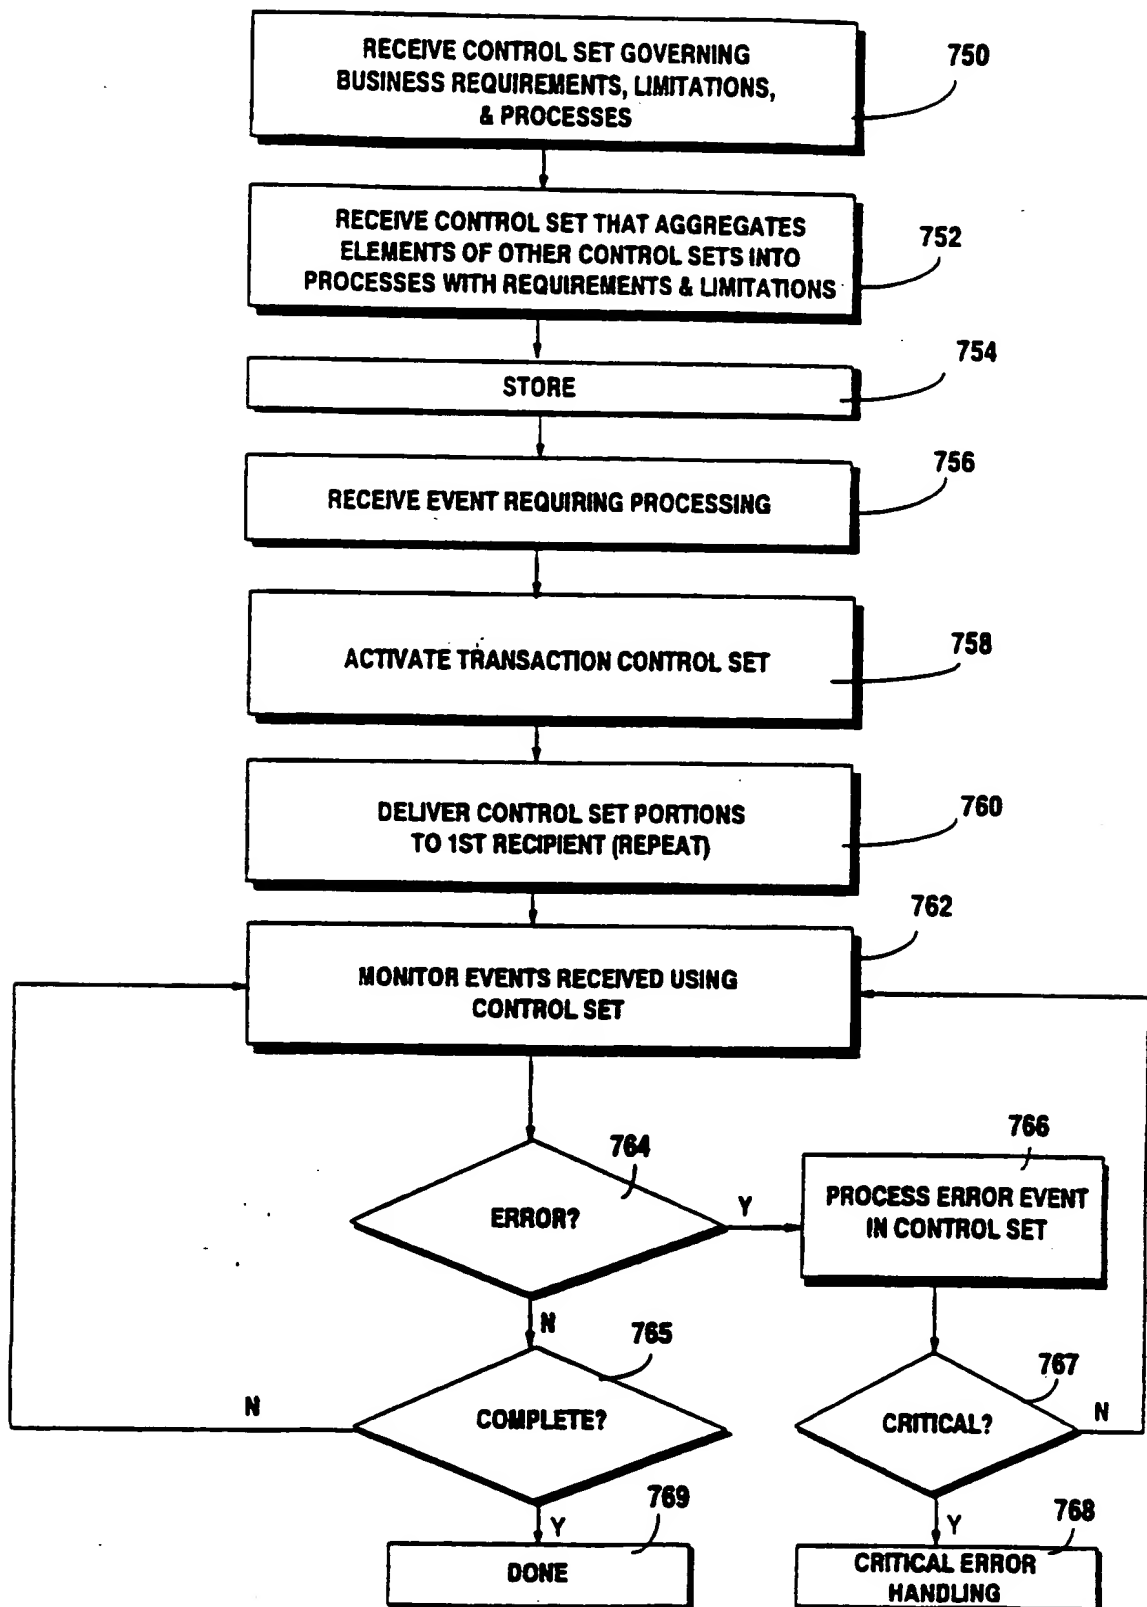 RECEIVE CONTROL SET GOVERNING
BUSINESS REQUIREMENTS, LIMITATIONS,
& PROCESSES
750
RECEIVE CONTROL SET THAT AGGREGATES
ELEMENTS OF OTHER CONTROL SETS INTO
PROCESSES WITH REQUIREMENTS & LIMITATIONS
752
STORE
754
RECEIVE EVENT REQUIRING PROCESSING
756
ACTIVATE TRANSACTION CONTROL SET
758
DELIVER CONTROL SET PORTIONS
TO 1ST RECIPIENT (REPEAT)
760
MONITOR EVENTS RECEIVED USING
CONTROL SET
762
ERROR?
764
Y
PROCESS ERROR EVENT
IN CONTROL SET
766
N
COMPLETE?
765
N
CRITICAL?
767
N
Y
DONE
769
Y
CRITICAL ERROR
HANDLING
768